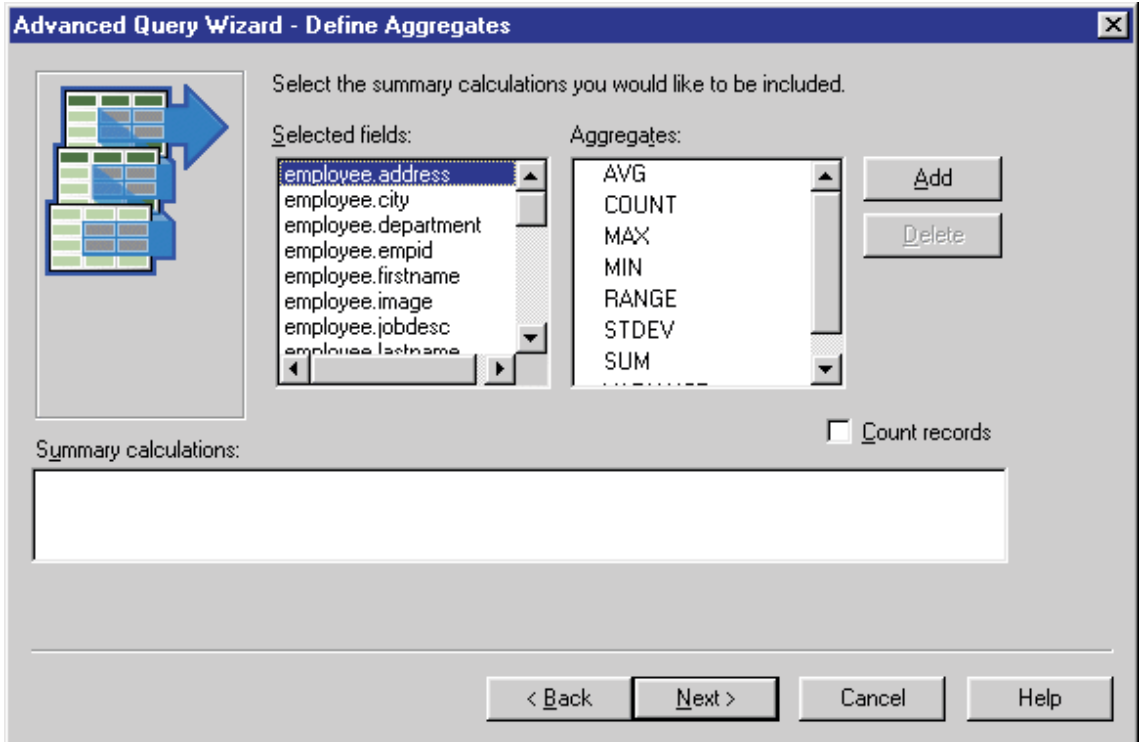 Advanced Query Wizard - Define Aggregates
Select the summary calculations you would like to be included.
Selected fields:
employee.address
employee.city
employee.department
employee.empid
employee.firstname
employee.image
employee.jobdesc
employee.lastname
Aggregates:
AVG
COUNT
MAX
MIN
RANGE
STDEV
SUM
Add
Delete
Count records
Summary calculations:
< Back
Next >
Cancel
Help